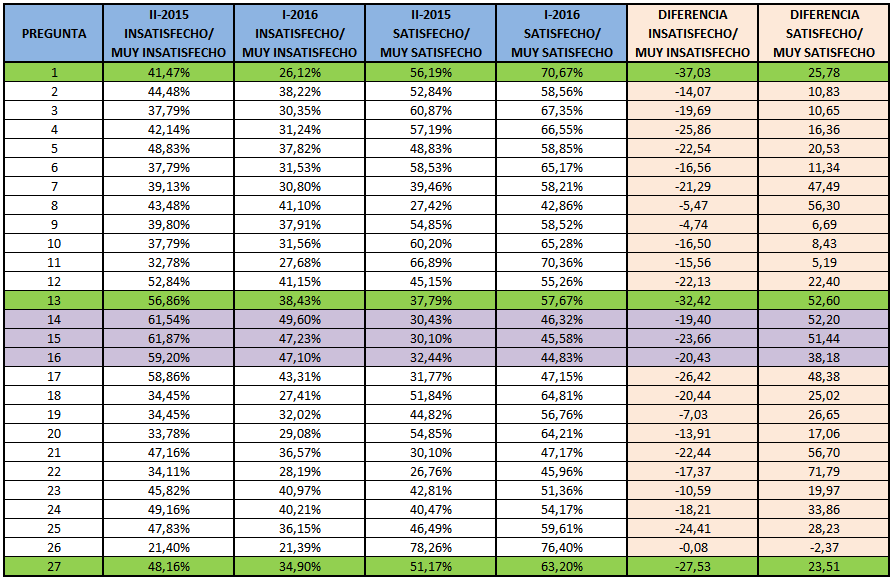 PREGUNTA II-2015 INSATISFECHO/ MUY INSATISFECHO I-2016 INSATISFECHO/ MUY INSATISFECHO II-2015 SATISFECHO/ MUY SATISFECHO I-2016 SATISFECHO/ MUY SATISFECHO DIFERENCIA INSATISFECHO/ MUY INSATISFECHO DIFERENCIA SATISFECHO/ MUY SATISFECHO
1 41,47% 26,12% 56,19% 70,67% -37,03 25,78
2 44,48% 38,22% 52,84% 58,56% -14,07 10,83
3 37,79% 30,35% 60,87% 67,35% -19,69 10,65
4 42,14% 31,24% 57,19% 66,55% -25,86 16,36
5 48,83% 37,82% 48,83% 58,85% -22,54 20,53
6 37,79% 31,53% 58,53% 65,17% -16,56 11,34
7 39,13% 30,80% 39,46% 58,21% -21,29 47,49
8 43,48% 41,10% 27,42% 42,86% -5,47 56,30
9 39,80% 37,91% 54,85% 58,52% -4,74 6,69
10 37,79% 31,56% 60,20% 65,28% -16,50 8,43
11 32,78% 27,68% 66,89% 70,36% -15,56 5,19
12 52,84% 41,15% 45,15% 55,26% -22,13 22,40
13 56,86% 38,43% 37,79% 57,67% -32,42 52,60
14 61,54% 49,60% 30,43% 46,32% -19,40 52,20
15 61,87% 47,23% 30,10% 45,58% -23,66 51,44
16 59,20% 47,10% 32,44% 44,83% -20,43 38,18
17 58,86% 43,31% 31,77% 47,15% -26,42 48,38
18 34,45% 27,41% 51,84% 64,81% -20,44 25,02
19 34,45% 32,02% 44,82% 56,76% -7,03 26,65
20 33,78% 29,08% 54,85% 64,21% -13,91 17,06
21 47,16% 36,57% 30,10% 47,17% -22,44 56,70
22 34,11% 28,19% 26,76% 45,96% -17,37 71,79
23 45,82% 40,97% 42,81% 51,36% -10,59 19,97
24 49,16% 40,21% 40,47% 54,17% -18,21 33,86
25 47,83% 36,15% 46,49% 59,61% -24,41 28,23
26 21,40% 21,39% 78,26% 76,40% -0,08 -2,37
27 48,16% 34,90% 51,17% 63,20% -27,53 23,51